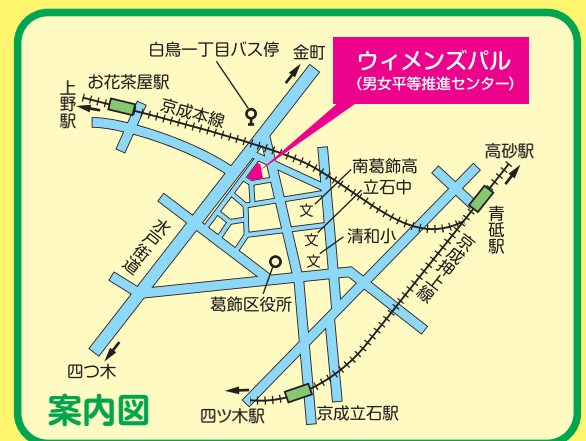 白鳥一丁目バス停
金町
ウィメンズパル
(男女平等推進センター)
お花茶屋駅
上野駅
京成本線
南葛飾高
高砂駅
立石中
文
青砥駅
清和小
文
水戸街道
文
京成押上線
葛飾区役所
四つ木
案内図
四ツ木駅
京成立石駅